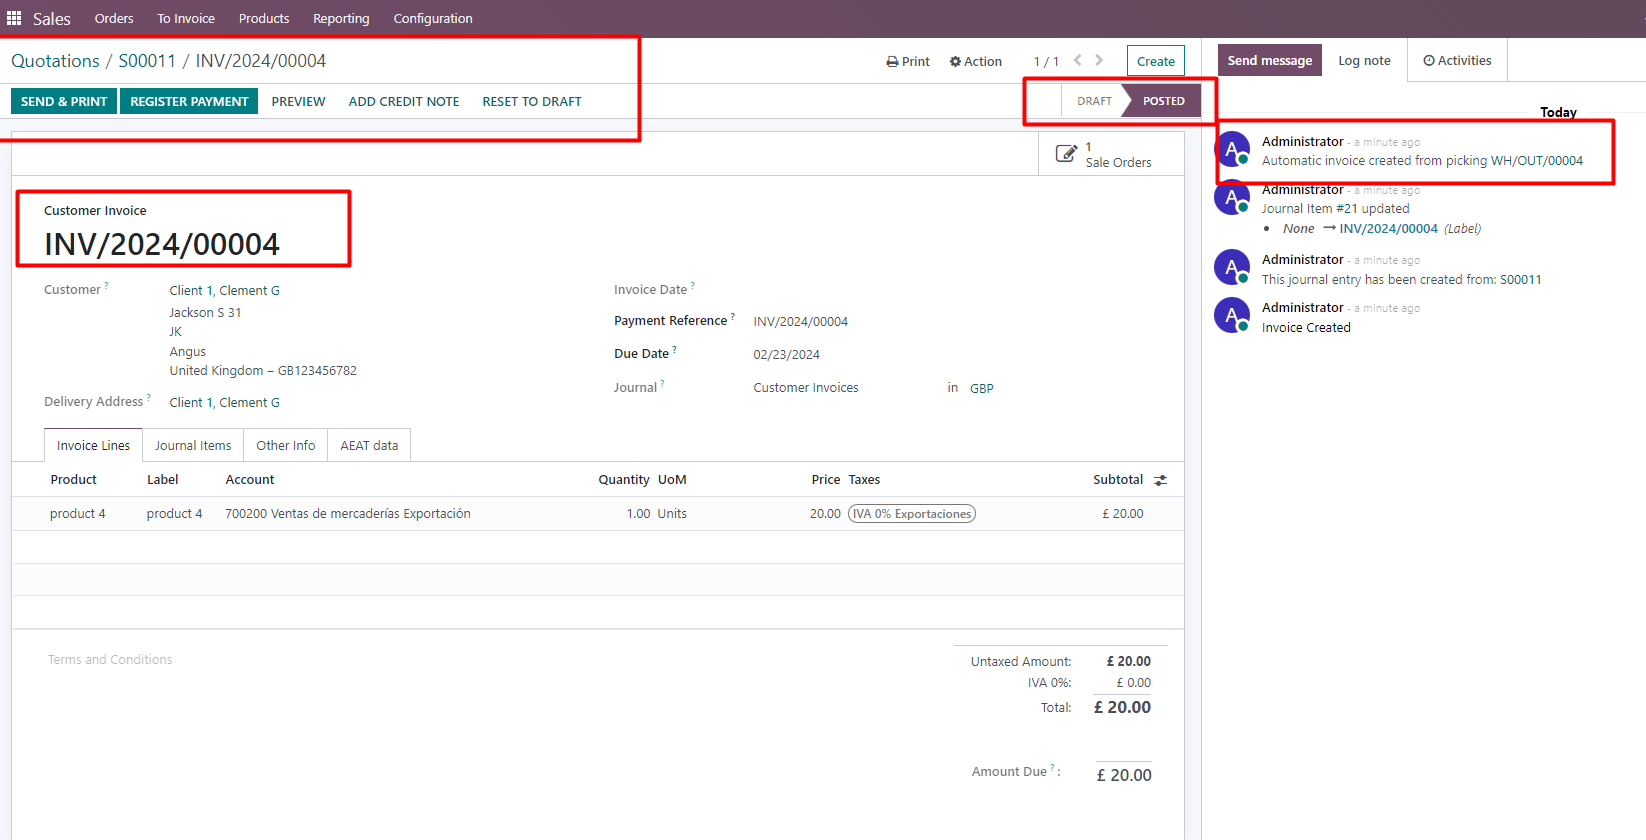 Sales Orders To Invoice Products Reporting Configuration
Quotations / S00011 / INV/2024/00004
Print Action 1 / 1 Create
SEND & PRINT REGISTER PAYMENT PREVIEW ADD CREDIT NOTE RESET TO DRAFT
DRAFT POSTED
1
Sale Orders
Customer Invoice
INV/2024/00004
Customer ?
Client 1, Clement G
Jackson S 31
JK
Angus
United Kingdom – GB123456782
Delivery Address ? Client 1, Clement G
Invoice Date ?
Payment Reference ? INV/2024/00004
Due Date ? 02/23/2024
Journal ? Customer Invoices in GBP
Invoice Lines Journal Items Other Info AEAT data
Product Label Account Quantity UoM Price Taxes Subtotal
product 4 product 4 700200 Ventas de mercaderías Exportación 1.00 Units 20.00 IVA 0% Exportaciones £ 20.00
Terms and Conditions
Untaxed Amount: £ 20.00
IVA 0%: £ 0.00
Total: £ 20.00
Amount Due ? : £ 20.00
Send message Log note Activities
Today
A
Administrator - a minute ago
Automatic invoice created from picking WH/OUT/00004
A
Administrator - a minute ago
Journal Item #21 updated
• None → INV/2024/00004 (Label)
A
Administrator - a minute ago
This journal entry has been created from: S00011
A
Administrator - a minute ago
Invoice Created